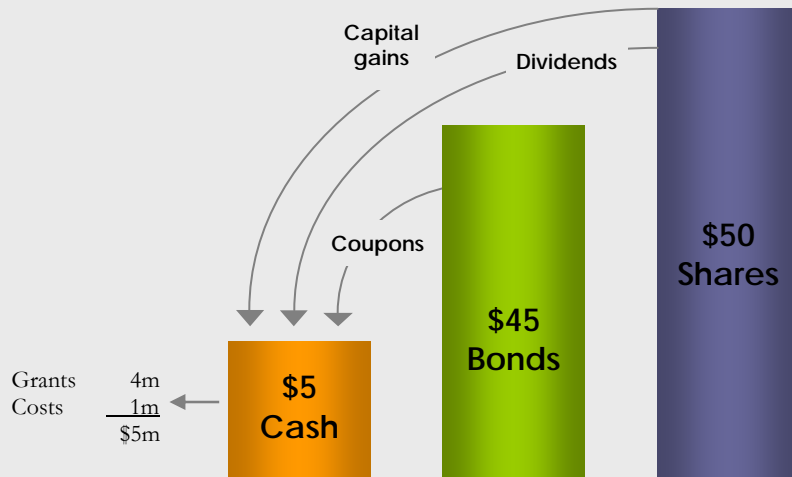 Capital
gains
Dividends
Coupons
$50
Shares
$45
Bonds
$5
Cash
Grants 4m
Costs 1m
$5m